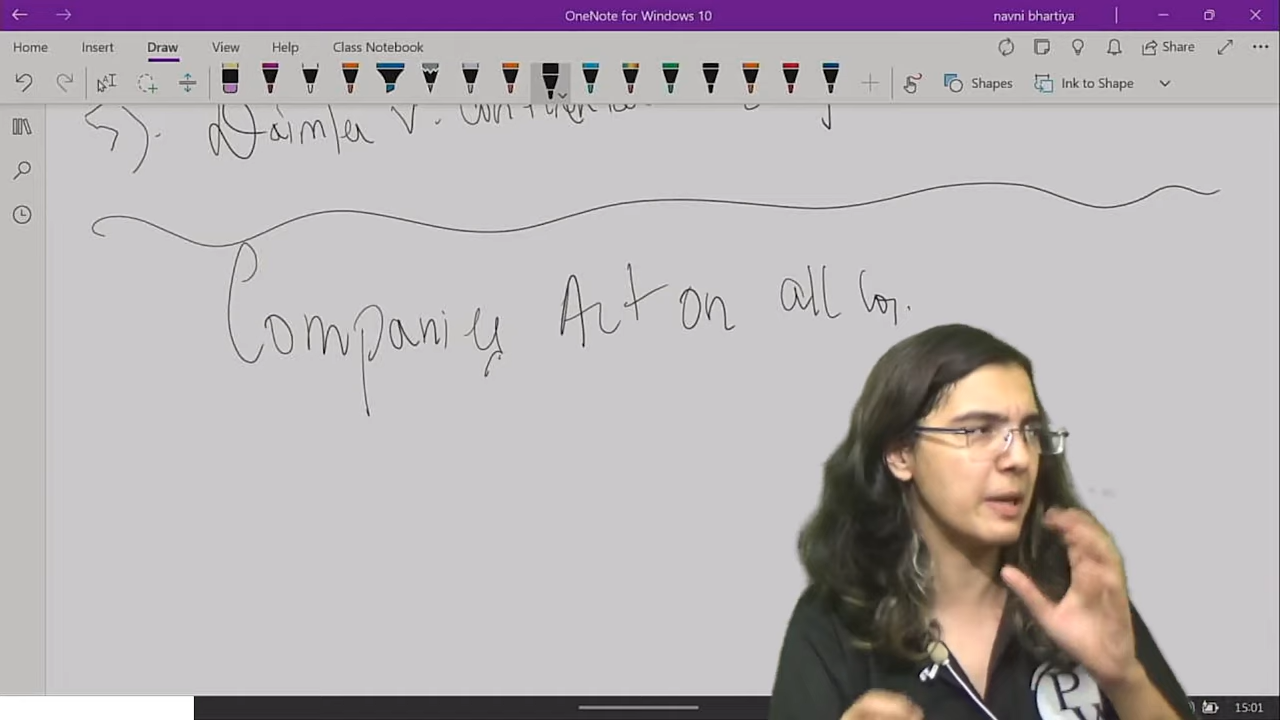 OneNote for Windows 10
navni bhartiya
Home Insert Draw View Help Class Notebook
Share
Shapes
Ink to Shape
5). Daimler v.
Companies Act on all
15:01